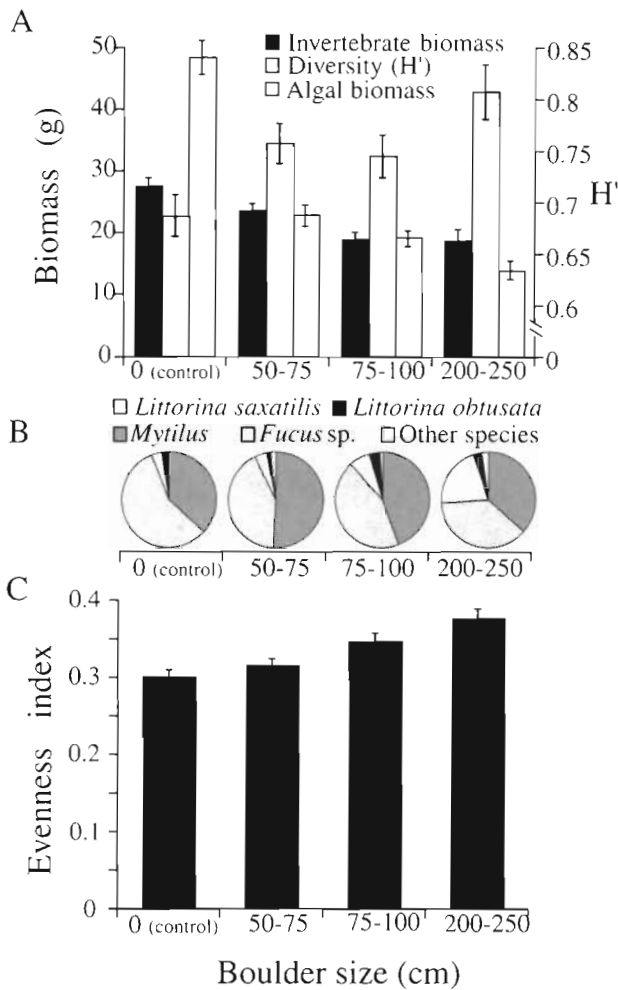 A
50
40
30
20
10
0
Biomass (g)
Invertebrate biomass
Diversity (H')
Algal biomass
0.85
0.8
0.75
0.7
0.65
0.6
0
H'
0 (control) 50-75 75-100 200-250
Littorina saxatilis Littorina obtusata
B
Mytilus Fucus sp. Other species
0 (control) 50-75 75-100 200-250
C
0.4
0.3
0.2
0.1
0
Evenness index
0 (control) 50-75 75-100 200-250
Boulder size (cm)